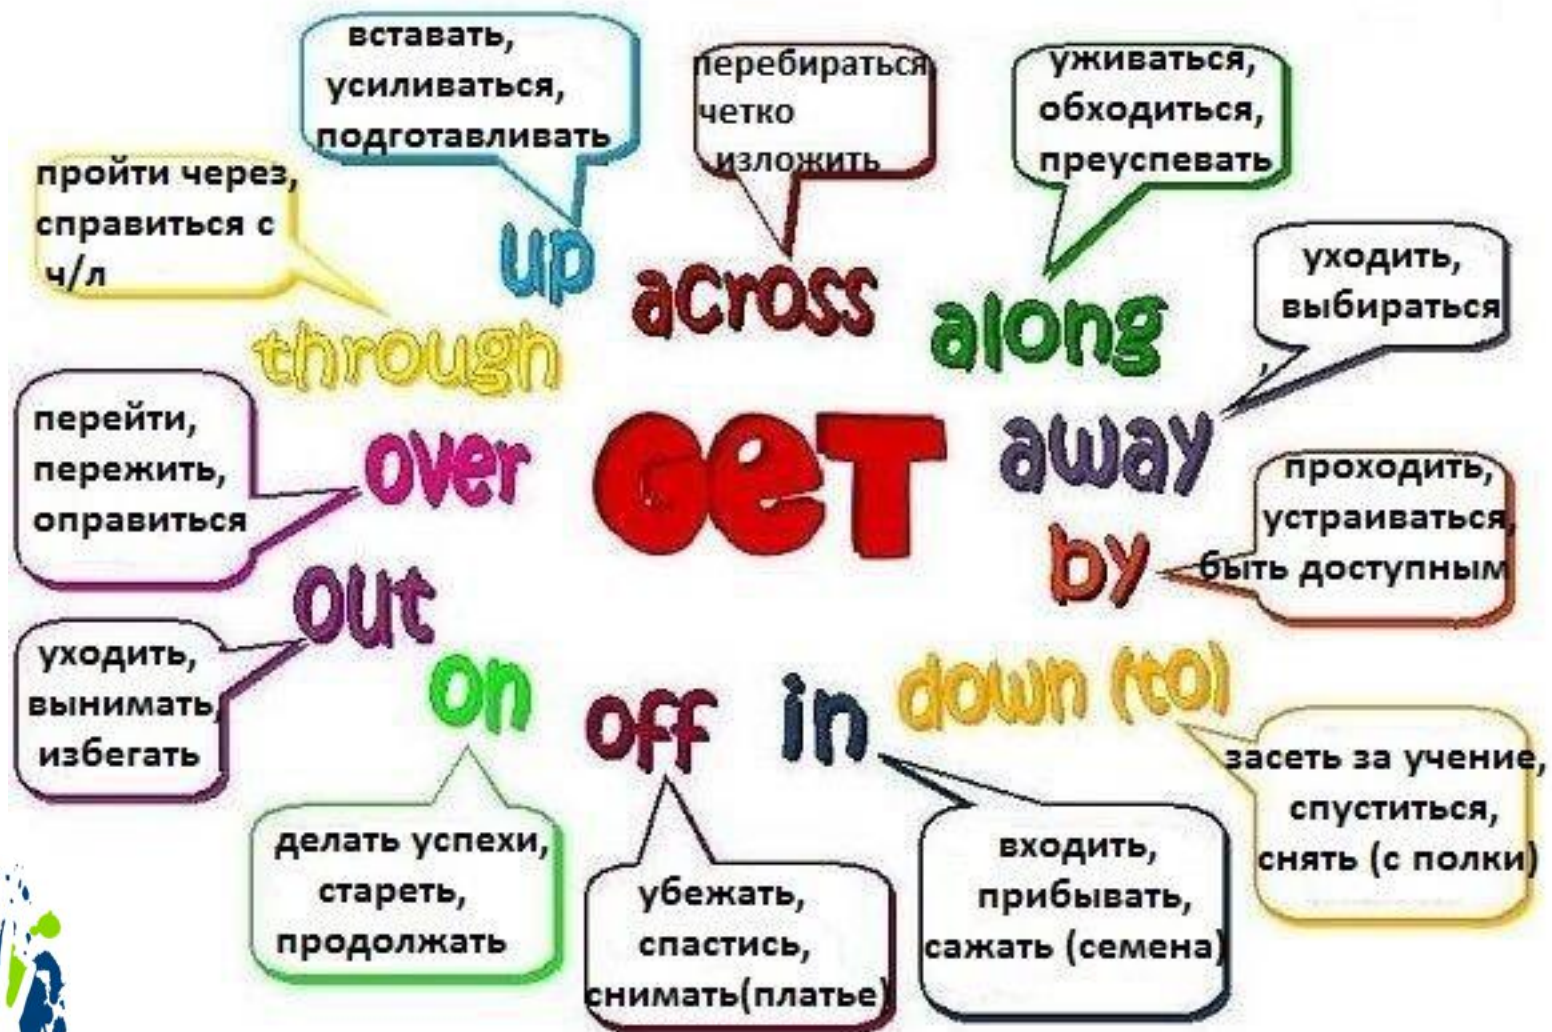 вставать,
усиливаться,
подготавливать
up
перебираться
четко
изложить
across
уживаться,
обходиться,
преуспевать
along
пройти через,
справиться с
ч/л
through
уходить,
выбираться
,
away
перейти,
пережить,
оправиться
over
GeT
проходить,
устраиваться,
быть доступным
by
out
уходить,
вынимать,
избегать
on
делать успехи,
стареть,
продолжать
off
убежать,
спастись,
снимать(платье)
in
входить,
прибывать,
сажать (семена)
down (to)
засеть за учение,
спуститься,
снять (с полки)